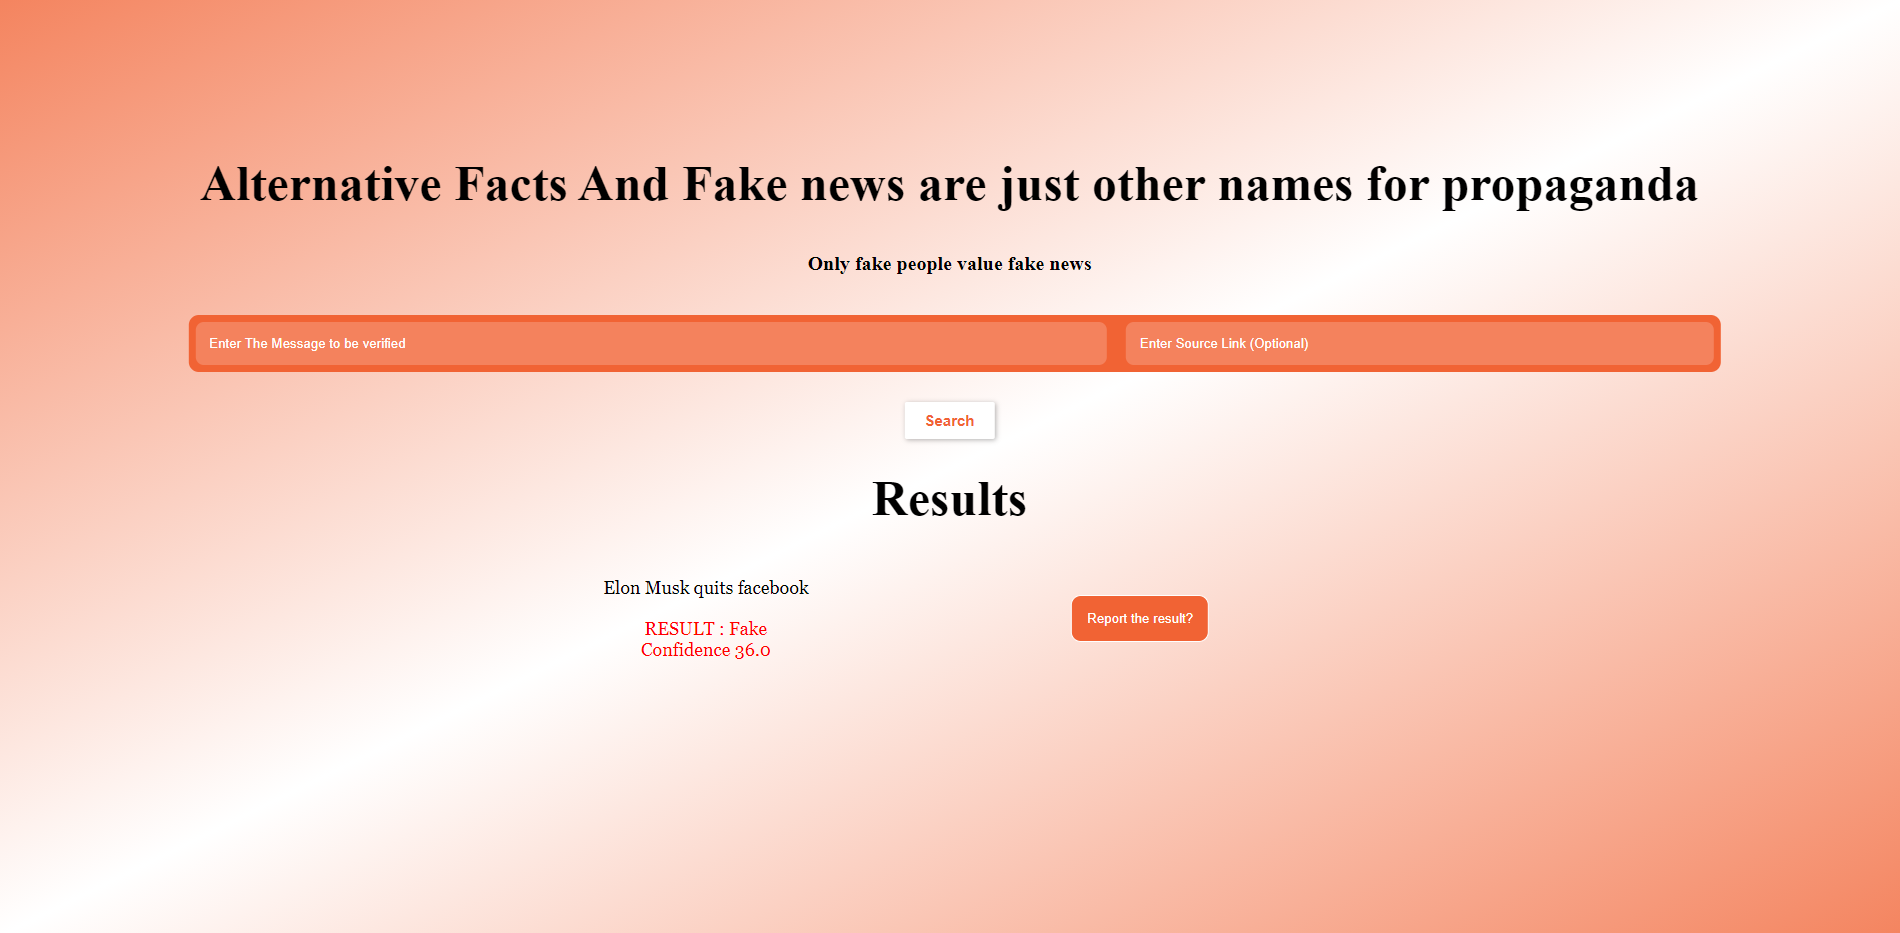 Alternative Facts And Fake news are just other names for propaganda
Only fake people value fake news
Enter The Message to be verified
Enter Source Link (Optional)
Search
Results
Elon Musk quits facebook
RESULT : Fake
Confidence 36.0
Report the result?